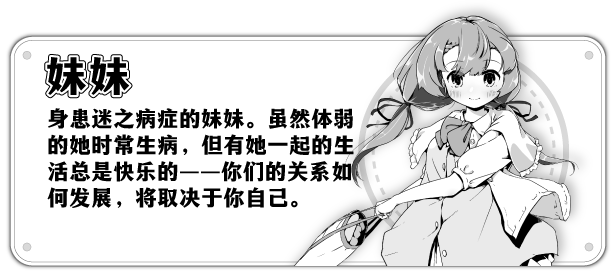 妹妹
身患迷之病症的妹妹。虽然体弱
的她时常生病，但有她一起的生
活总是快乐的——你们的关系如
何发展，将取决于你自己。